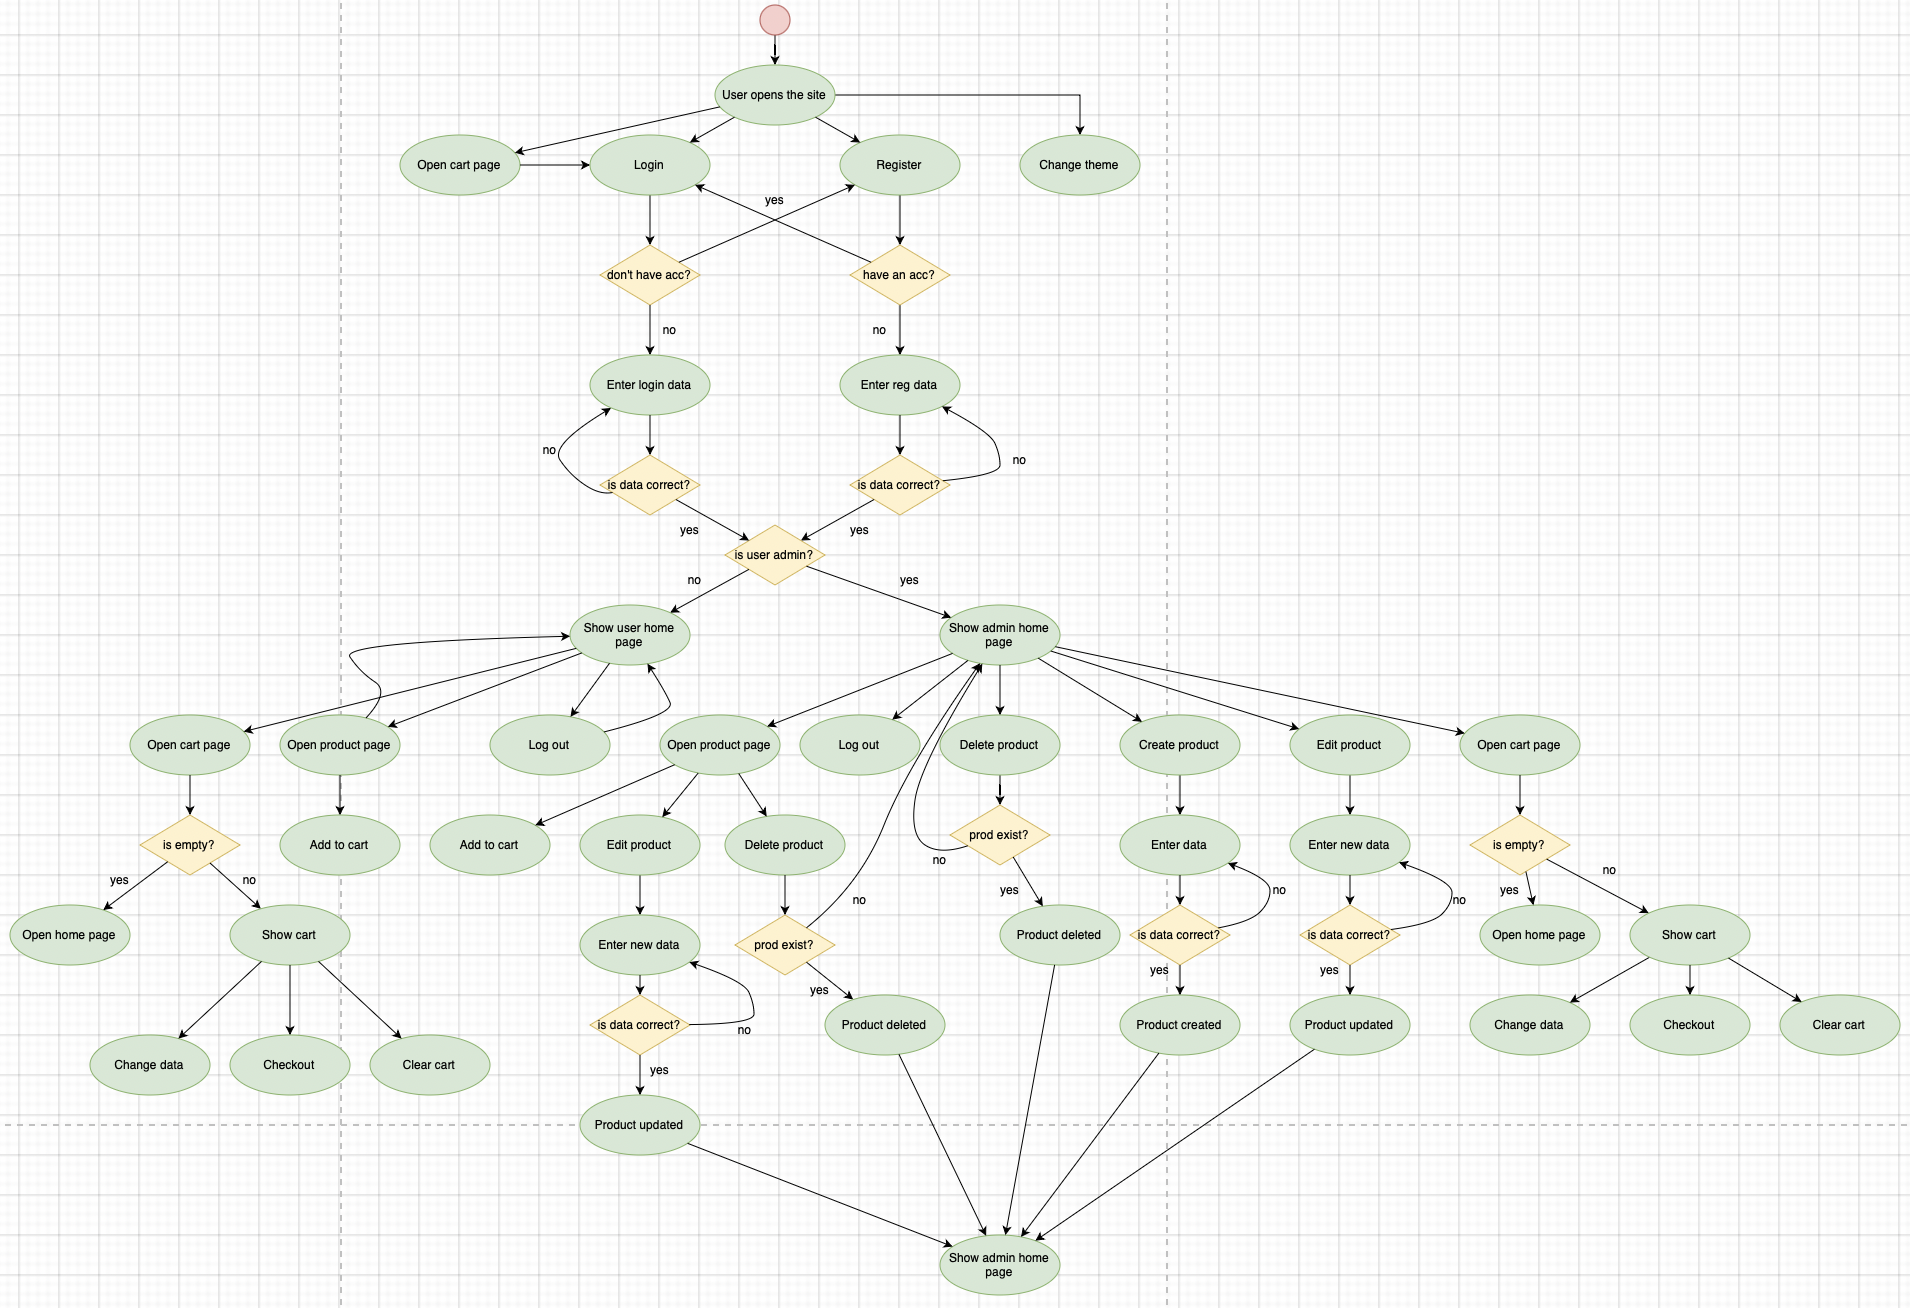 User opens the site
Open cart page
Login
Register
Change theme
yes
don't have acc?
have an acc?
no
no
Enter login data
Enter reg data
no
no
is data correct?
is data correct?
yes
yes
is user admin?
no
yes
Show user home
page
Show admin home
page
Open cart page
Open product page
Log out
Open product page
Log out
Delete product
Create product
Edit product
Open cart page
prod exist?
is empty?
Add to cart
Add to cart
Edit product
Delete product
Enter data
Enter new data
is empty?
no
no
yes
no
yes
no
yes
no
no
yes
no
Open home page
Show cart
Enter new data
prod exist?
Product deleted
is data correct?
is data correct?
Open home page
Show cart
yes
yes
yes
is data correct?
no
Product deleted
Product created
Product updated
Change data
Checkout
Clear cart
Change data
Checkout
Clear cart
yes
Product updated
Show admin home
page